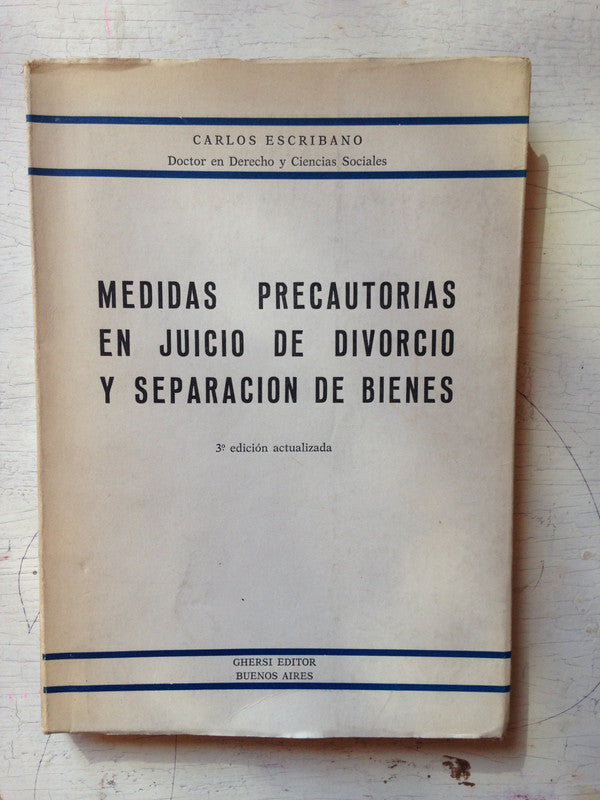 CARLOS ESCRIBANO
Doctor en Derecho y Ciencias Sociales
MEDIDAS PRECAUTORIAS
EN JUICIO DE DIVORCIO
Y SEPARACION DE BIENES
3º edición actualizada
GHERSI EDITOR
BUENOS AIRES